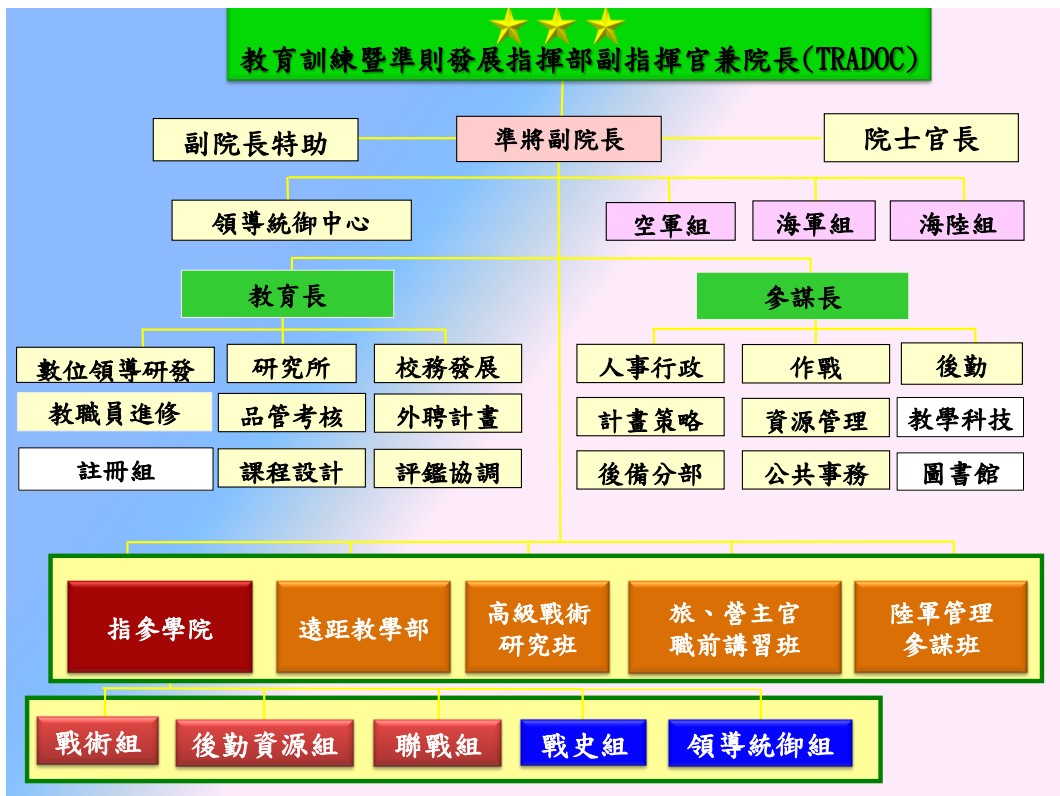 教育訓練暨準則發展指揮部副指揮官兼院長(TRADOC)
副院長特助
準將副院長
院士官長
領導統御中心
空軍組
海軍組
海陸組
教育長
參謀長
數位領導研發
研究所
校務發展
人事行政
作戰
後勤
教職員進修
品管考核
外聘計畫
計畫策略
資源管理
教學科技
註冊組
課程設計
評鑑協調
後備分部
公共事務
圖書館
指參學院
遠距教學部
高級戰術
研究班
旅、營主官
職前講習班
陸軍管理
參謀班
戰術組
後勤資源組
聯戰組
戰史組
領導統御組